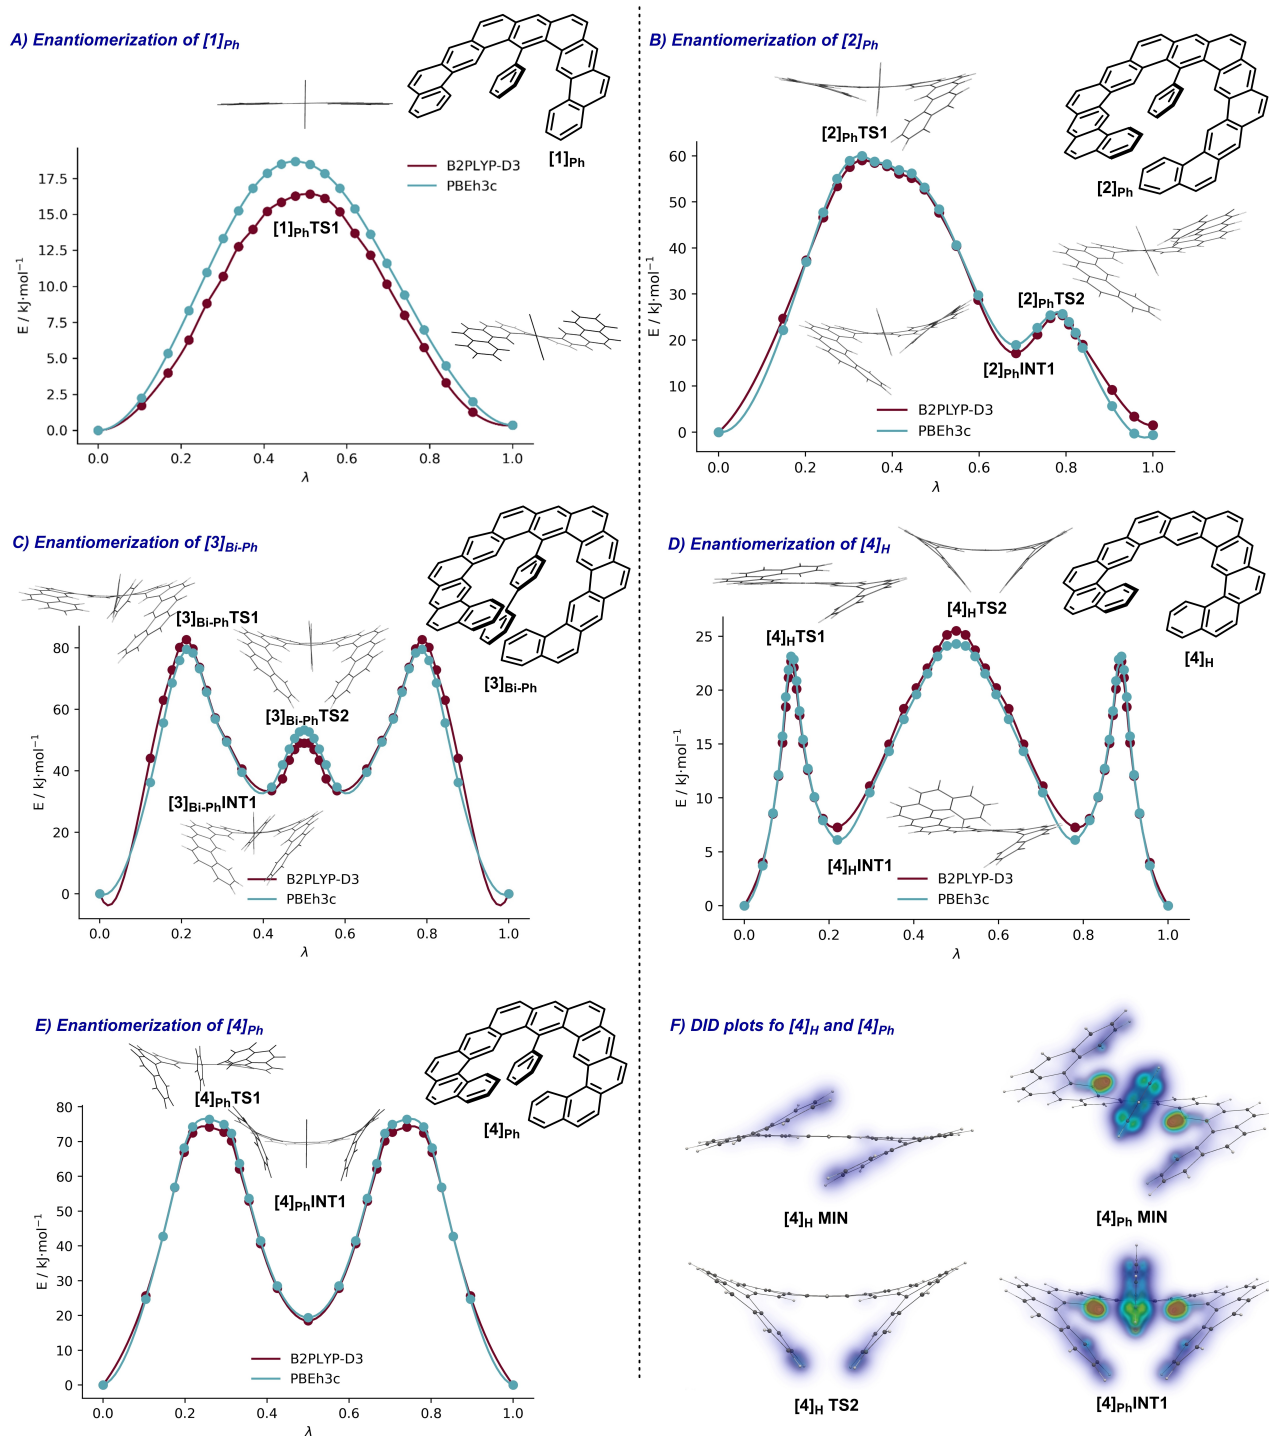 A) Enantiomerization of [1]Ph
[1]Ph
B2PLYP-D3
PBEh3c
[1]PhTS1
E / kJ·mol−1
17.5
15.0
12.5
10.0
7.5
5.0
2.5
0.0
0.0 0.2 0.4 0.6 0.8 1.0
λ
B) Enantiomerization of [2]Ph
[2]PhTS1
[2]Ph
[2]PhTS2
[2]PhINT1
B2PLYP-D3
PBEh3c
E / kJ·mol−1
60
50
40
30
20
10
0
0.0 0.2 0.4 0.6 0.8 1.0
λ
C) Enantiomerization of [3]Bi-Ph
[3]Bi-PhTS1
[3]Bi-Ph
[3]Bi-PhTS2
[3]Bi-PhINT1
B2PLYP-D3
PBEh3c
E / kJ·mol−1
80
60
40
20
0
0.0 0.2 0.4 0.6 0.8 1.0
λ
D) Enantiomerization of [4]H
[4]HTS2
[4]HTS1
[4]H
[4]HINT1
B2PLYP-D3
PBEh3c
E / kJ·mol−1
25
20
15
10
5
0
0.0 0.2 0.4 0.6 0.8 1.0
λ
E) Enantiomerization of [4]Ph
[4]PhTS1
[4]Ph
[4]PhINT1
B2PLYP-D3
PBEh3c
E / kJ·mol−1
80
70
60
50
40
30
20
10
0
0.0 0.2 0.4 0.6 0.8 1.0
λ
F) DID plots fo [4]H and [4]Ph
[4]H MIN
[4]Ph MIN
[4]H TS2
[4]PhINT1